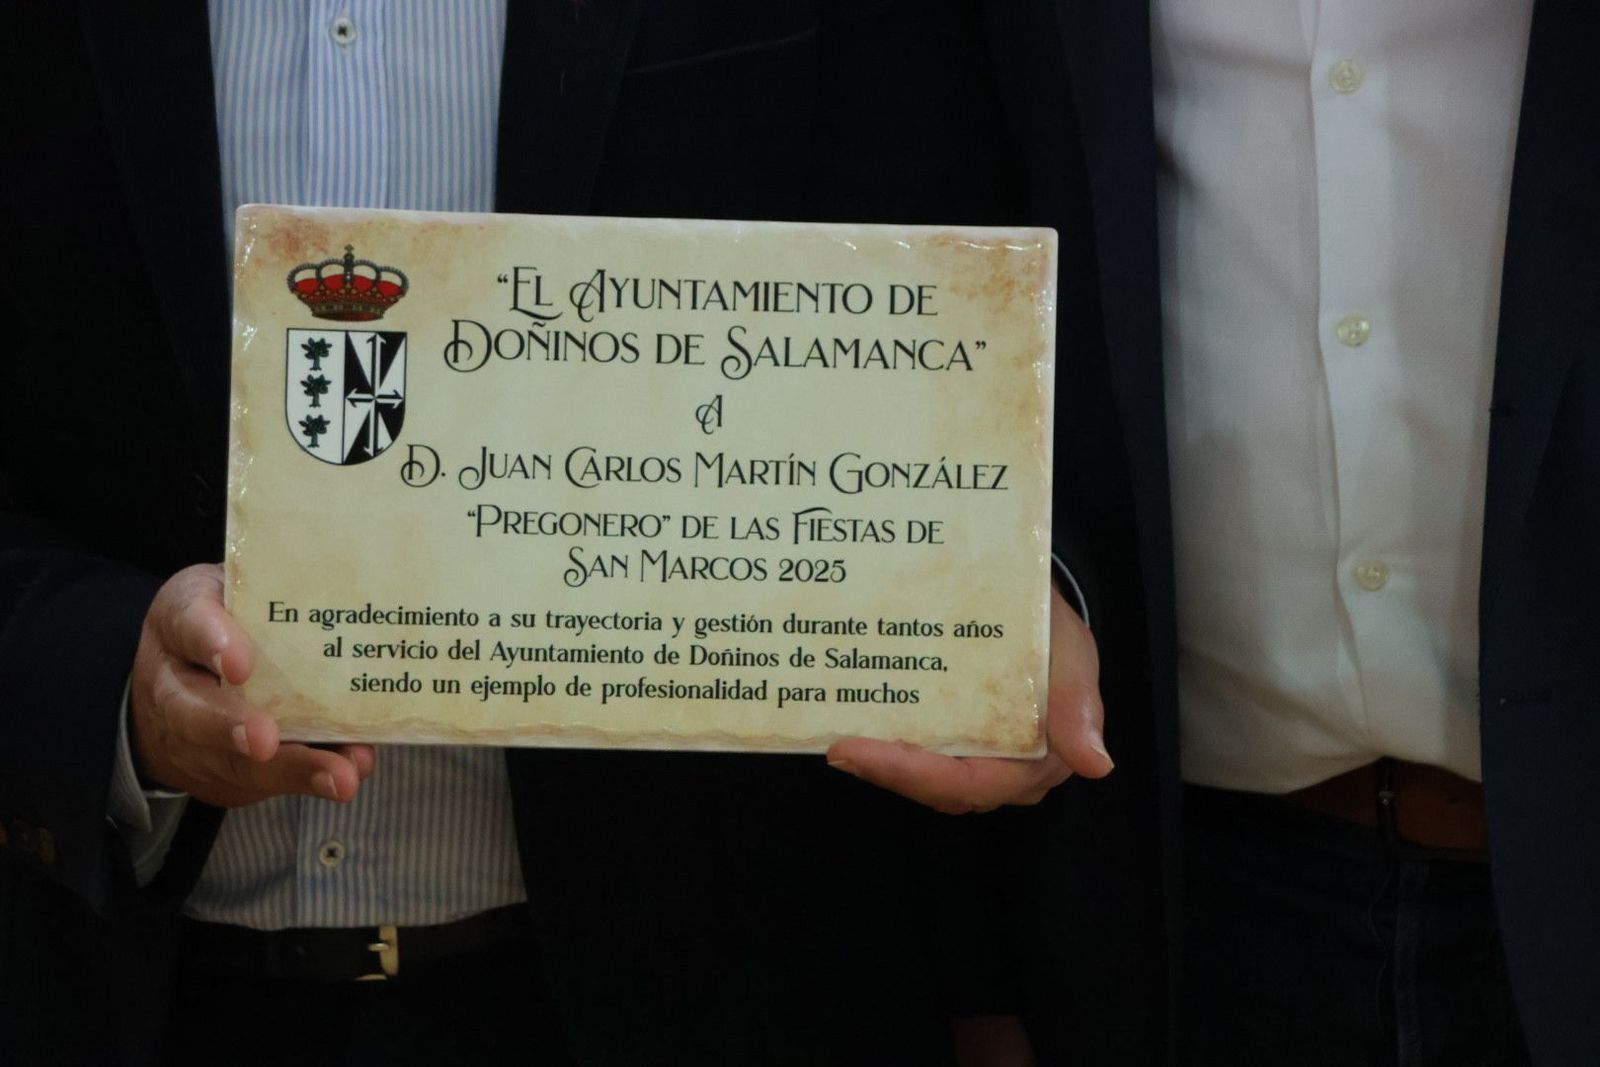 “El Ayuntamiento de
Doñinos de Salamanca”
A
D. Juan Carlos Martín González
“Pregonero” de las Fiestas de
San Marcos 2025
En agradecimiento a su trayectoria y gestión durante tantos años
al servicio del Ayuntamiento de Doñinos de Salamanca,
siendo un ejemplo de profesionalidad para muchos